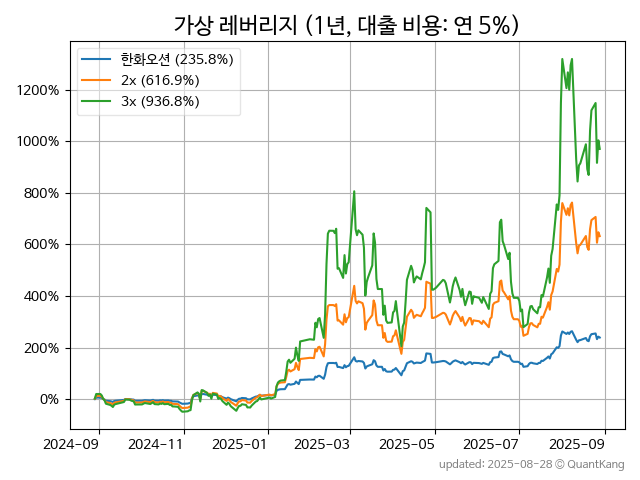 가상 레버리지 (1년, 대출 비용: 연 5%)
한화오션 (235.8%)
2x (616.9%)
3x (936.8%)
1200%
1000%
800%
600%
400%
200%
0%
2024-09 2024-11 2025-01 2025-03 2025-05 2025-07 2025-09
updated: 2025-08-28 © QuantKang